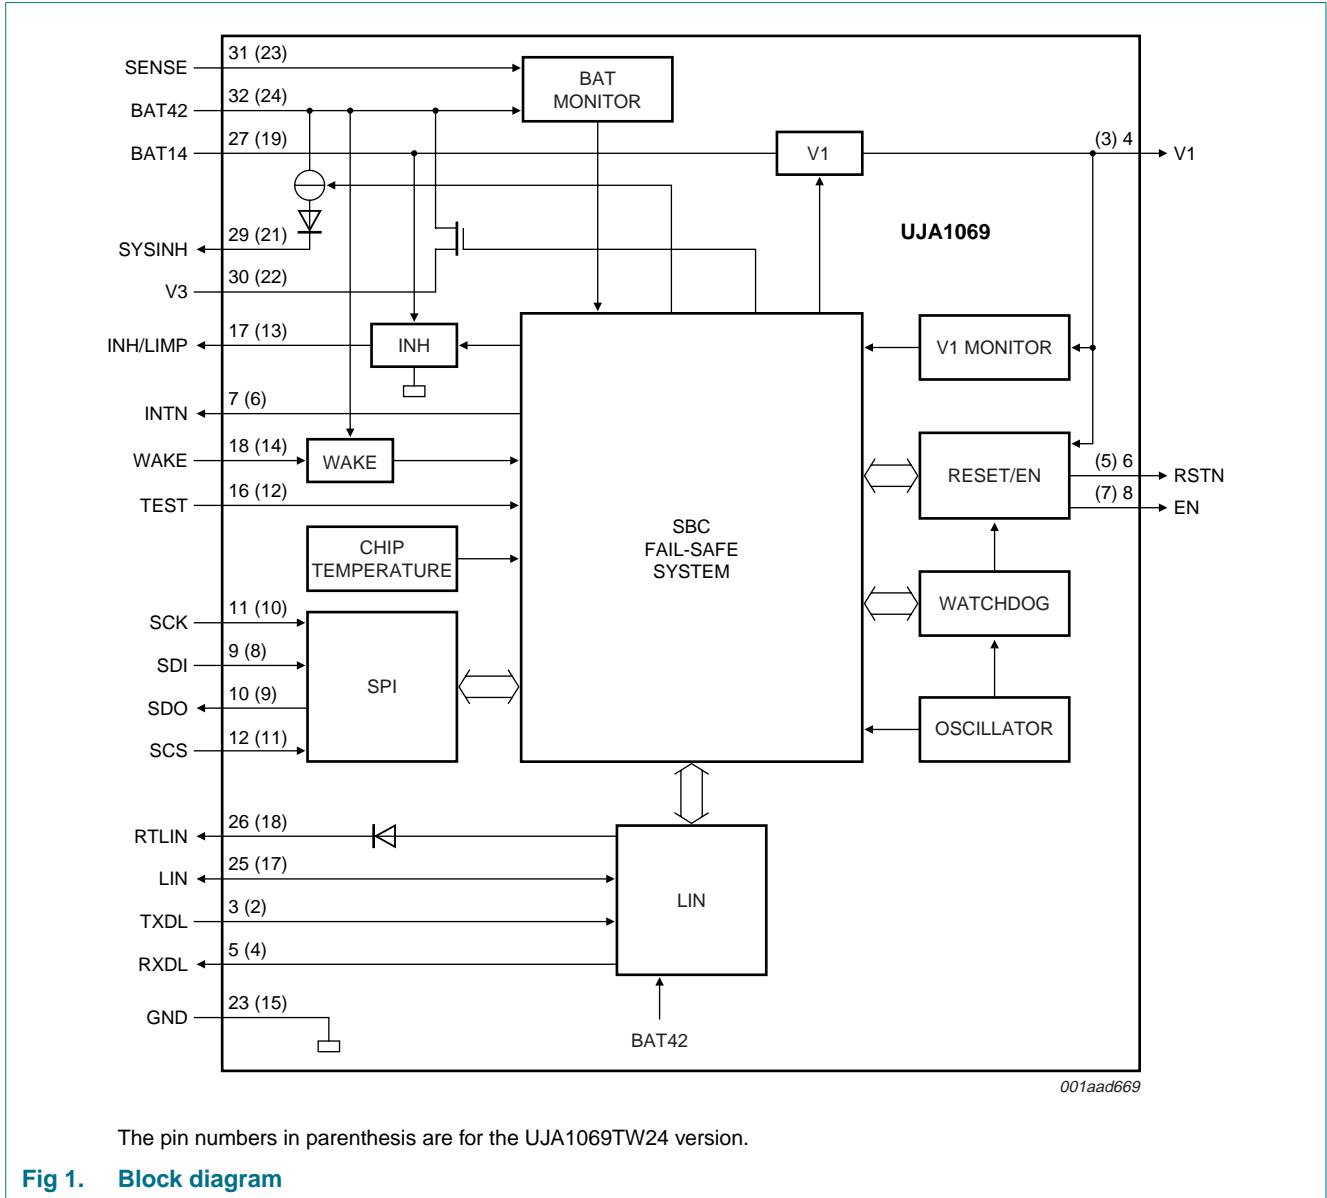 SENSE 31 (23)
BAT42 32 (24)
BAT14 27 (19)
BAT
MONITOR
V1
(3) 4 V1
UJA1069
SYSINH 29 (21)
V3 30 (22)
INH/LIMP 17 (13)
INH
V1 MONITOR
INTN 7 (6)
WAKE 18 (14)
WAKE
TEST 16 (12)
RESET/EN
(5) 6 RSTN
(7) 8 EN
SBC
FAIL-SAFE
SYSTEM
CHIP
TEMPERATURE
WATCHDOG
SCK 11 (10)
SDI 9 (8)
SDO 10 (9)
SCS 12 (11)
SPI
OSCILLATOR
RTLIN 26 (18)
LIN 25 (17)
TXDL 3 (2)
RXDL 5 (4)
LIN
GND 23 (15)
BAT42
001aad669
The pin numbers in parenthesis are for the UJA1069TW24 version.
Fig 1. Block diagram